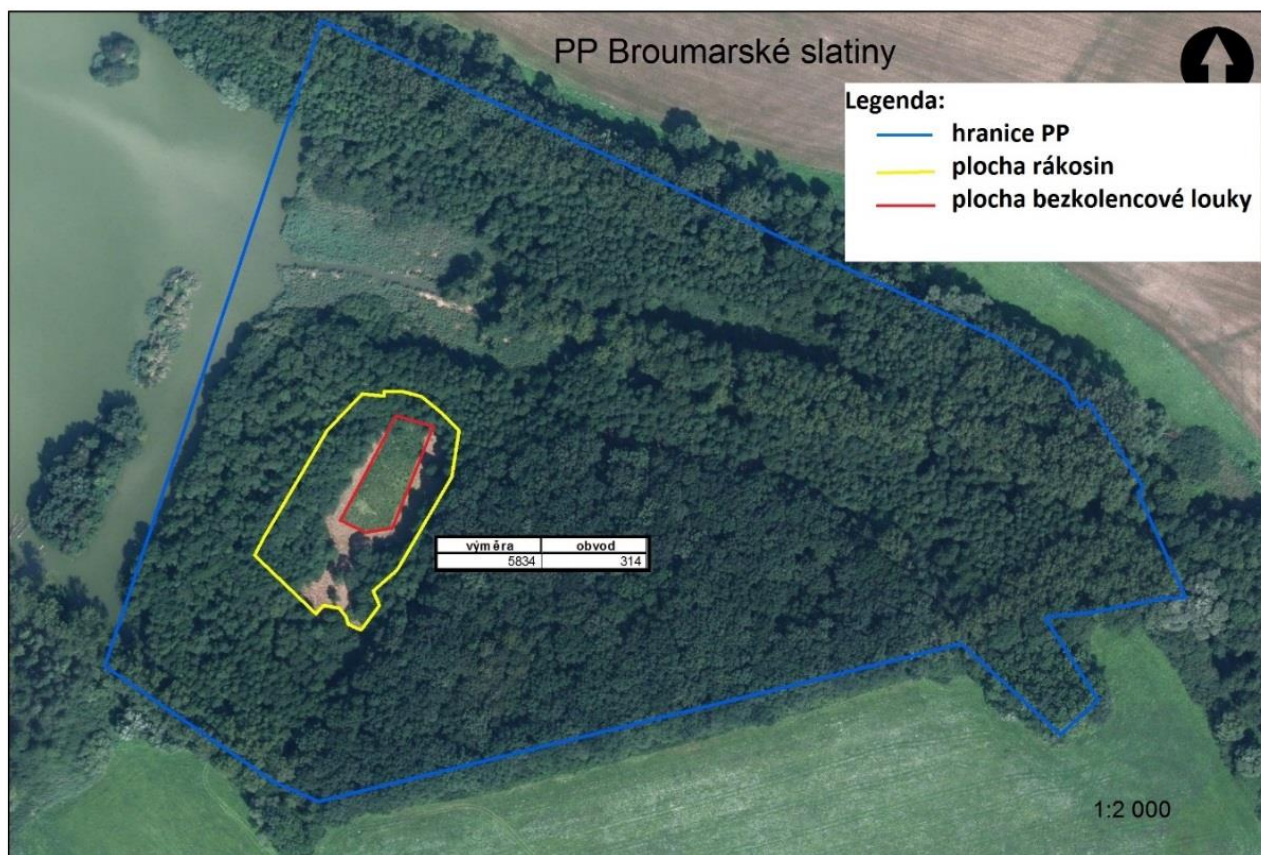 PP Broumarské slatiny
Legenda:
hranice PP
plocha rákosin
plocha bezkolencové louky
výměra obvod
5834 314
1:2 000